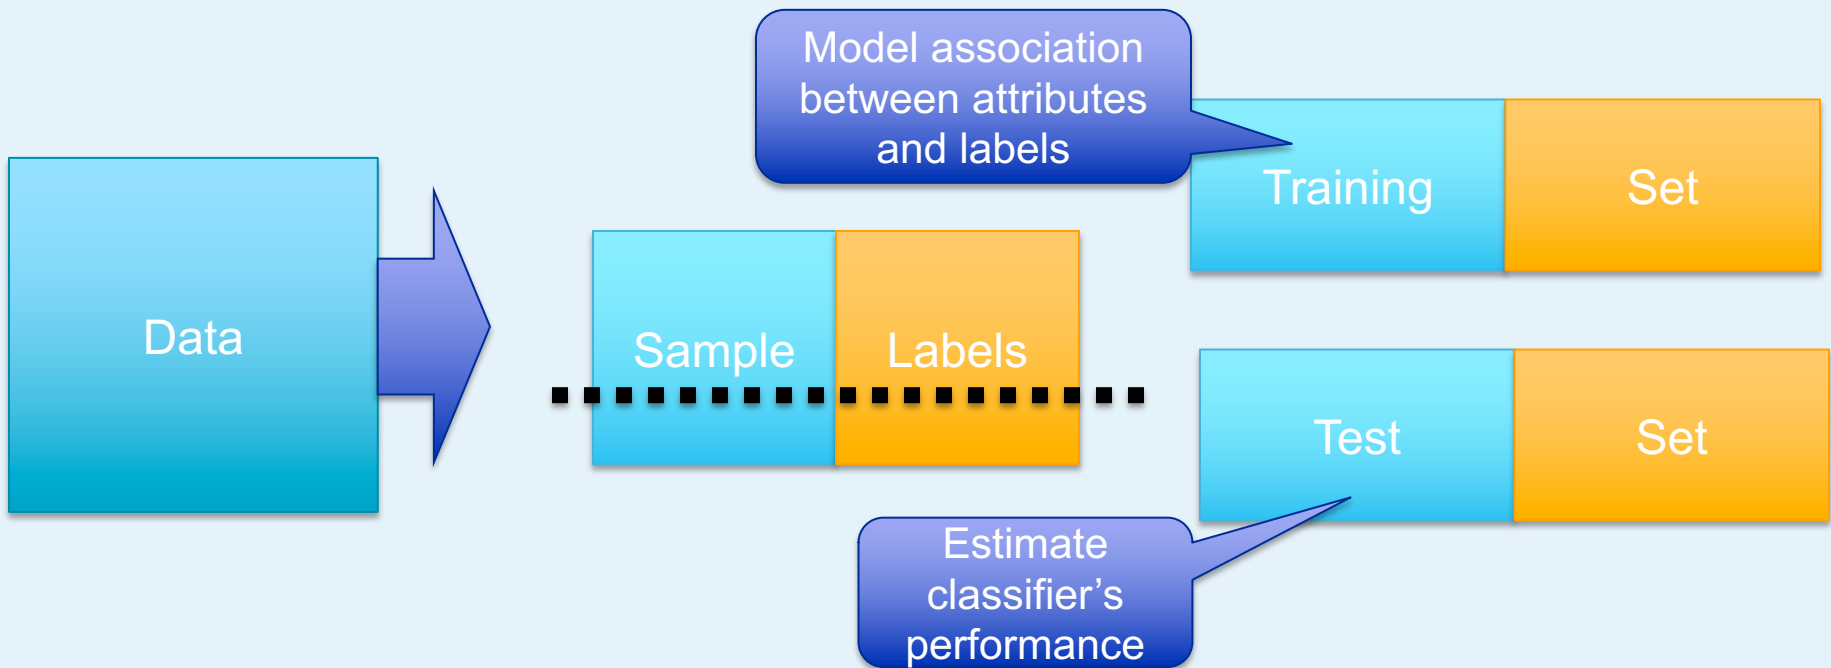 Model association
between attributes
and labels
Training Set
Data
Sample Labels
Test Set
Estimate
classifier’s
performance